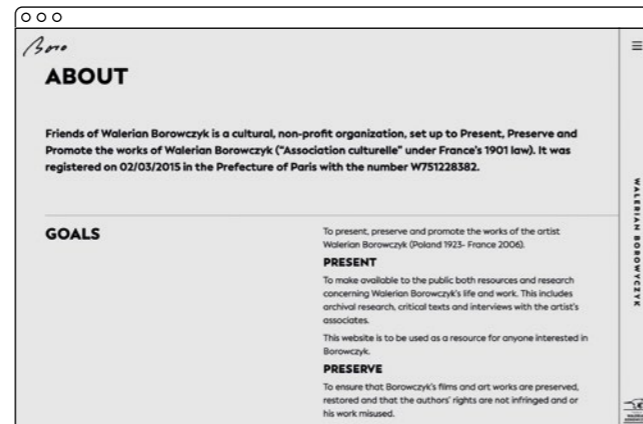 Boro
ABOUT
Friends of Walerian Borowczyk is a cultural, non-profit organization, set up to Present, Preserve and
Promote the works of Walerian Borowczyk ("Association culturelle" under France's 1901 law). It was
registered on 02/03/2015 in the Prefecture of Paris with the number W751228382.
GOALS
To present, preserve and promote the works of the artist
Walerian Borowczyk (Poland 1923- France 2006).
PRESENT
To make available to the public both resources and research
concerning Walerian Borowczyk's life and work. This includes
archival research, critical texts and interviews with the artist's
associates.
This website is to be used as a resource for anyone interested in
Borowczyk.
PRESERVE
To ensure that Borowczyk's films and art works are preserved,
restored and that the authors' rights are not infringed and or
his work misused.
WALERIAN BOROWYCZYK